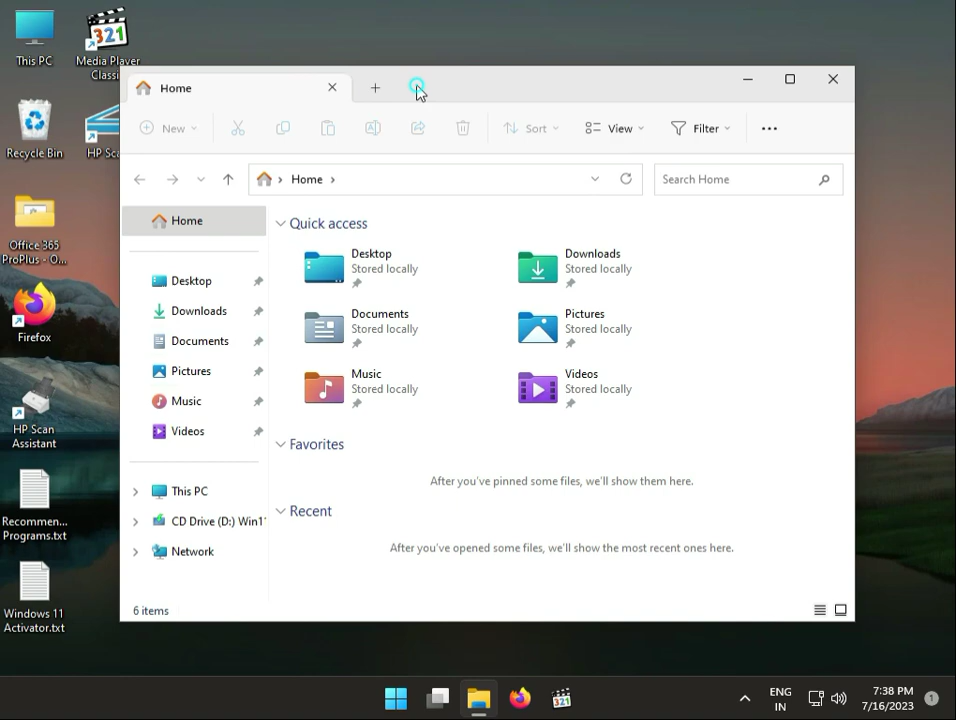 This PC
Media Player
Classi
Recycle Bin
HP Sca
Office 365
ProPlus - O...
Firefox
HP Scan
Assistant
Recommen...
Programs.txt
Windows 11
Activator.txt
Home
New
Sort
View
Filter
Home
Search Home
Home
Desktop
Downloads
Documents
Pictures
Music
Videos
This PC
CD Drive (D:) Win1
Network
Quick access
Desktop
Stored locally
Downloads
Stored locally
Documents
Stored locally
Pictures
Stored locally
Music
Stored locally
Videos
Stored locally
Favorites
After you've pinned some files, we'll show them here.
Recent
After you've opened some files, we'll show the most recent ones here.
6 items
321
321
ENG
IN
7:38 PM
7/16/2023
1